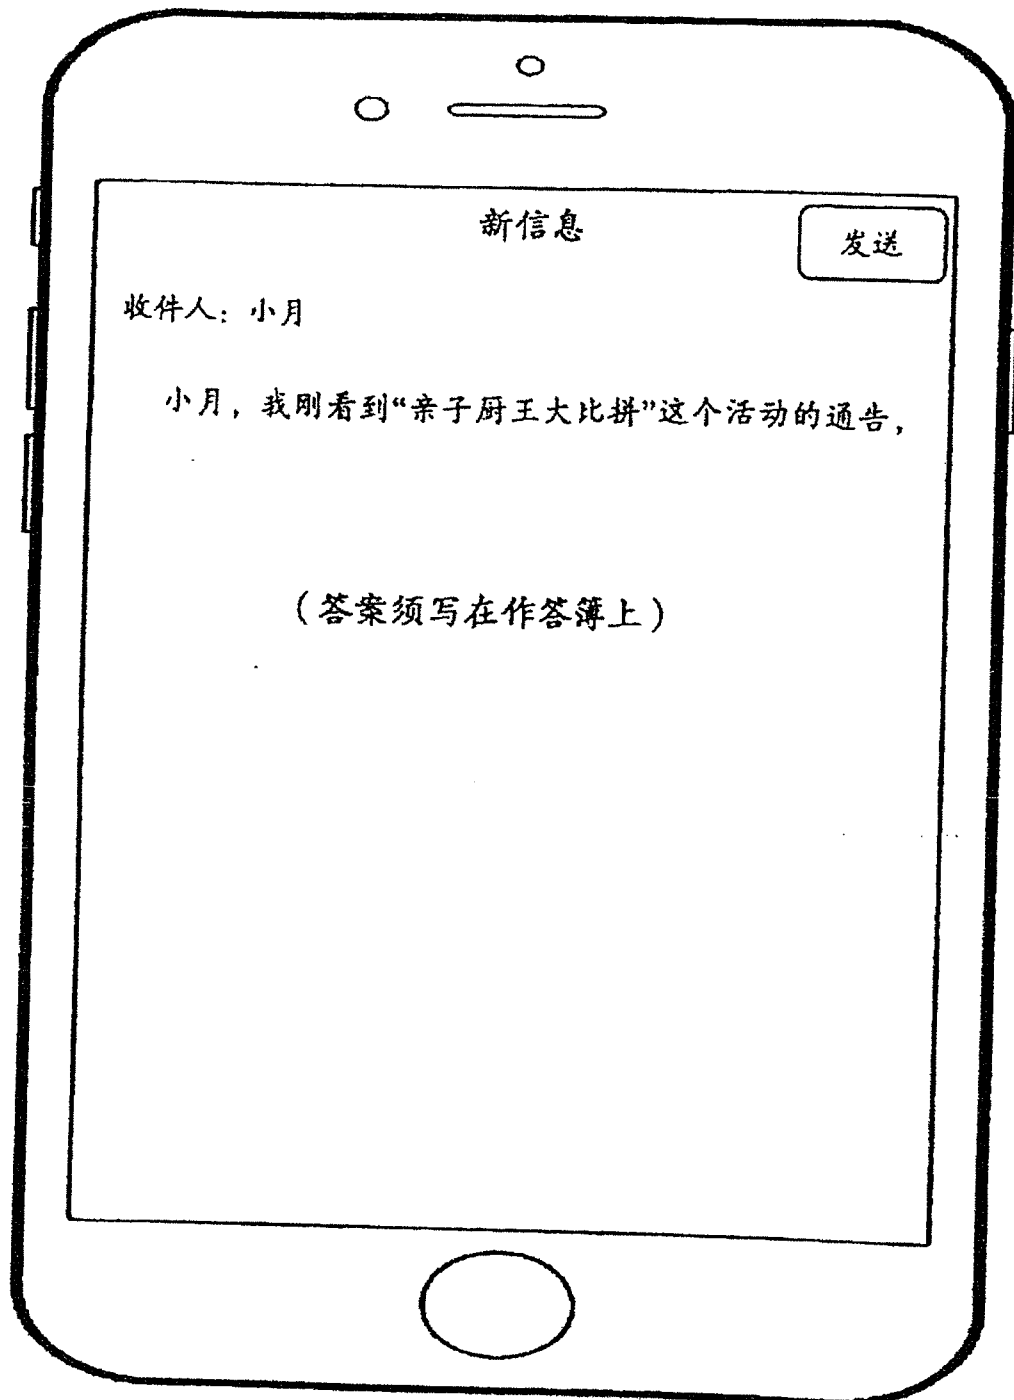 新信息
发送
收件人：小月
小月，我刚看到“亲子厨王大比拼”这个活动的通告，
（答案须写在作答簿上）